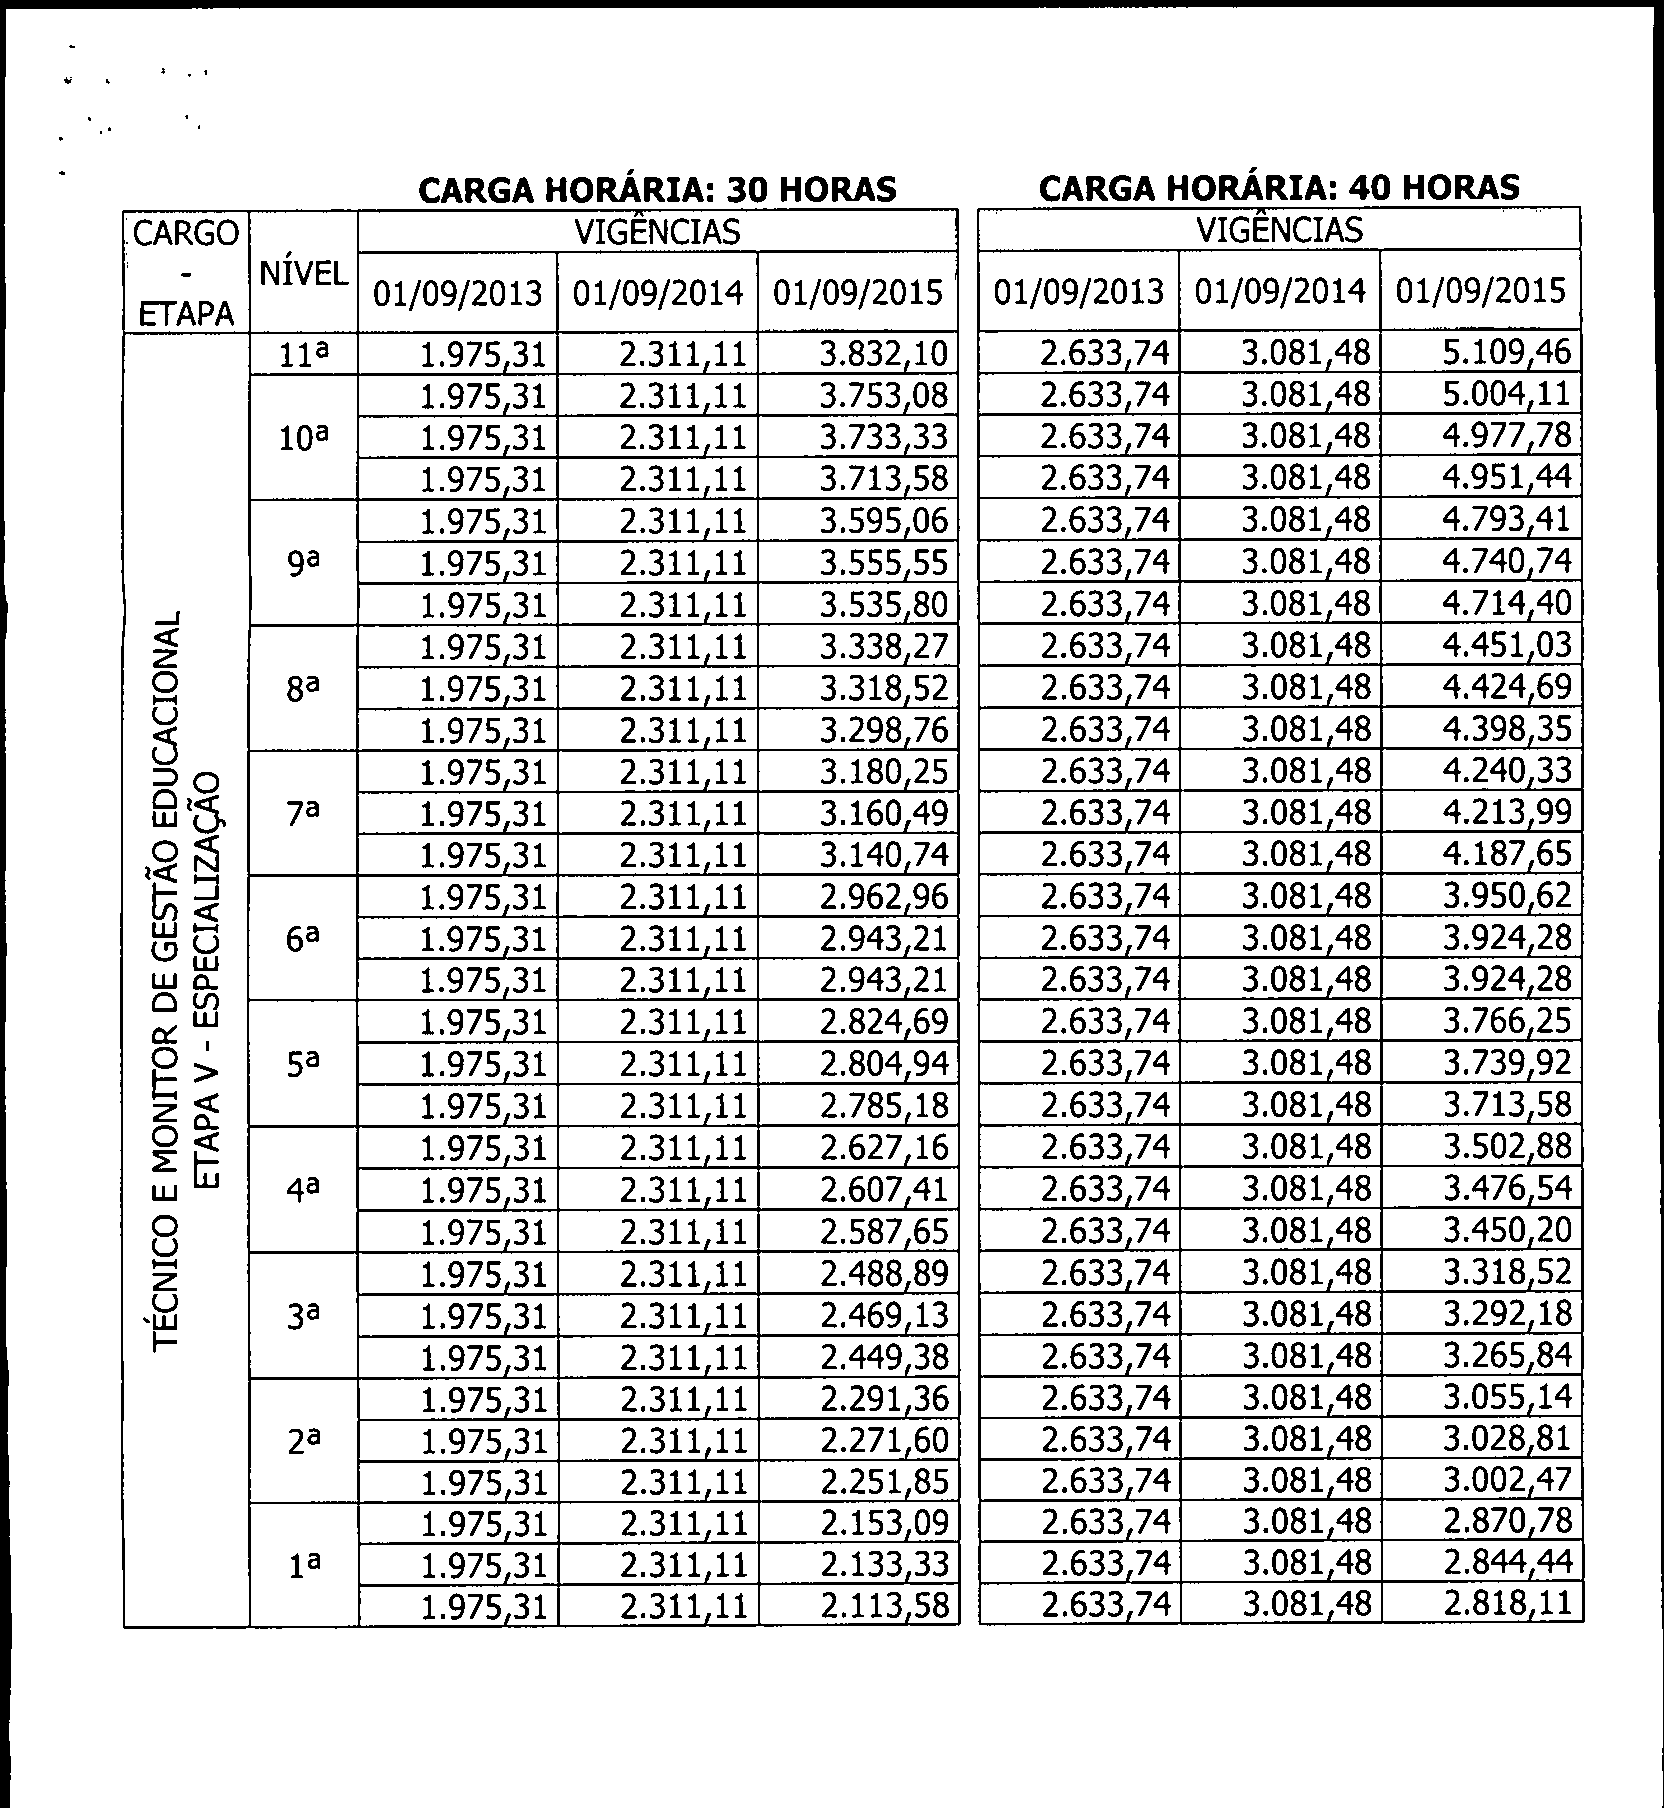 CARGA HORÁRIA: 30 HORAS CARGA HORÁRIA: 40 HORAS
CARGO - ETAPA NÍVEL VIGÊNCIAS VIGÊNCIAS
01/09/2013 01/09/2014 01/09/2015 01/09/2013 01/09/2014 01/09/2015
TÉCNICO E MONITOR DE GESTÃO EDUCACIONAL
ETAPA V - ESPECIALIZAÇÃO
11ª 1.975,31 2.311,11 3.832,10 2.633,74 3.081,48 5.109,46
1.975,31 2.311,11 3.753,08 2.633,74 3.081,48 5.004,11
10ª 1.975,31 2.311,11 3.733,33 2.633,74 3.081,48 4.977,78
1.975,31 2.311,11 3.713,58 2.633,74 3.081,48 4.951,44
1.975,31 2.311,11 3.595,06 2.633,74 3.081,48 4.793,41
9ª 1.975,31 2.311,11 3.555,55 2.633,74 3.081,48 4.740,74
1.975,31 2.311,11 3.535,80 2.633,74 3.081,48 4.714,40
1.975,31 2.311,11 3.338,27 2.633,74 3.081,48 4.451,03
8ª 1.975,31 2.311,11 3.318,52 2.633,74 3.081,48 4.424,69
1.975,31 2.311,11 3.298,76 2.633,74 3.081,48 4.398,35
1.975,31 2.311,11 3.180,25 2.633,74 3.081,48 4.240,33
7ª 1.975,31 2.311,11 3.160,49 2.633,74 3.081,48 4.213,99
1.975,31 2.311,11 3.140,74 2.633,74 3.081,48 4.187,65
1.975,31 2.311,11 2.962,96 2.633,74 3.081,48 3.950,62
6ª 1.975,31 2.311,11 2.943,21 2.633,74 3.081,48 3.924,28
1.975,31 2.311,11 2.943,21 2.633,74 3.081,48 3.924,28
1.975,31 2.311,11 2.824,69 2.633,74 3.081,48 3.766,25
5ª 1.975,31 2.311,11 2.804,94 2.633,74 3.081,48 3.739,92
1.975,31 2.311,11 2.785,18 2.633,74 3.081,48 3.713,58
1.975,31 2.311,11 2.627,16 2.633,74 3.081,48 3.502,88
4ª 1.975,31 2.311,11 2.607,41 2.633,74 3.081,48 3.476,54
1.975,31 2.311,11 2.587,65 2.633,74 3.081,48 3.450,20
1.975,31 2.311,11 2.488,89 2.633,74 3.081,48 3.318,52
3ª 1.975,31 2.311,11 2.469,13 2.633,74 3.081,48 3.292,18
1.975,31 2.311,11 2.449,38 2.633,74 3.081,48 3.265,84
1.975,31 2.311,11 2.291,36 2.633,74 3.081,48 3.055,14
2ª 1.975,31 2.311,11 2.271,60 2.633,74 3.081,48 3.028,81
1.975,31 2.311,11 2.251,85 2.633,74 3.081,48 3.002,47
1.975,31 2.311,11 2.153,09 2.633,74 3.081,48 2.870,78
1ª 1.975,31 2.311,11 2.133,33 2.633,74 3.081,48 2.844,44
1.975,31 2.311,11 2.113,58 2.633,74 3.081,48 2.818,11